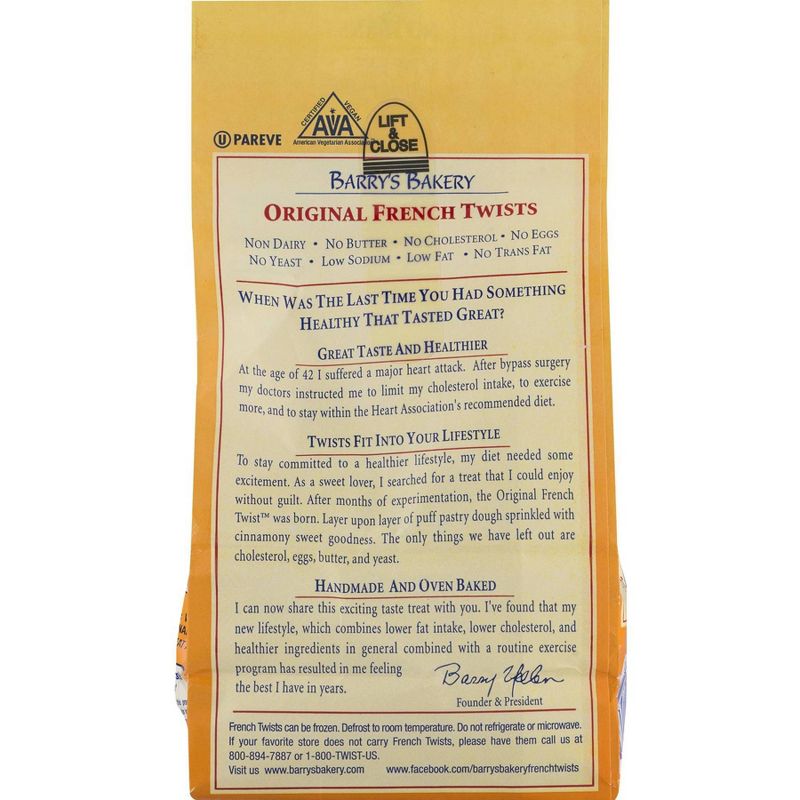 CERTIFIED VEGAN
AVA
American Vegetarian Associa
U PAREVE
LIFT
&
CLOSE
BARRY'S BAKERY
ORIGINAL FRENCH TWISTS
NON DAIRY • NO BUTTER • NO CHOLESTEROL • NO EGGS
NO YEAST • LOW SODIUM • LOW FAT • NO TRANS FAT
WHEN WAS THE LAST TIME YOU HAD SOMETHING
HEALTHY THAT TASTED GREAT?
GREAT TASTE AND HEALTHIER
At the age of 42 I suffered a major heart attack. After bypass surgery
my doctors instructed me to limit my cholesterol intake, to exercise
more, and to stay within the Heart Association's recommended diet.
TWISTS FIT INTO YOUR LIFESTYLE
To stay committed to a healthier lifestyle, my diet needed some
excitement. As a sweet lover, I searched for a treat that I could enjoy
without guilt. After months of experimentation, the Original French
Twist™ was born. Layer upon layer of puff pastry dough sprinkled with
cinnamony sweet goodness. The only things we have left out are
cholesterol, eggs, butter, and yeast.
HANDMADE AND OVEN BAKED
I can now share this exciting taste treat with you. I've found that my
new lifestyle, which combines lower fat intake, lower cholesterol, and
healthier ingredients in general combined with a routine exercise
program has resulted in me feeling
the best I have in years.
Barry
Founder & President
French Twists can be frozen. Defrost to room temperature. Do not refrigerate or microwave.
If your favorite store does not carry French Twists, please have them call us at
800-894-7887 or 1-800-TWIST-US.
Visit us www.barrysbakery.com www.facebook.com/barrysbakeryfrenchtwists